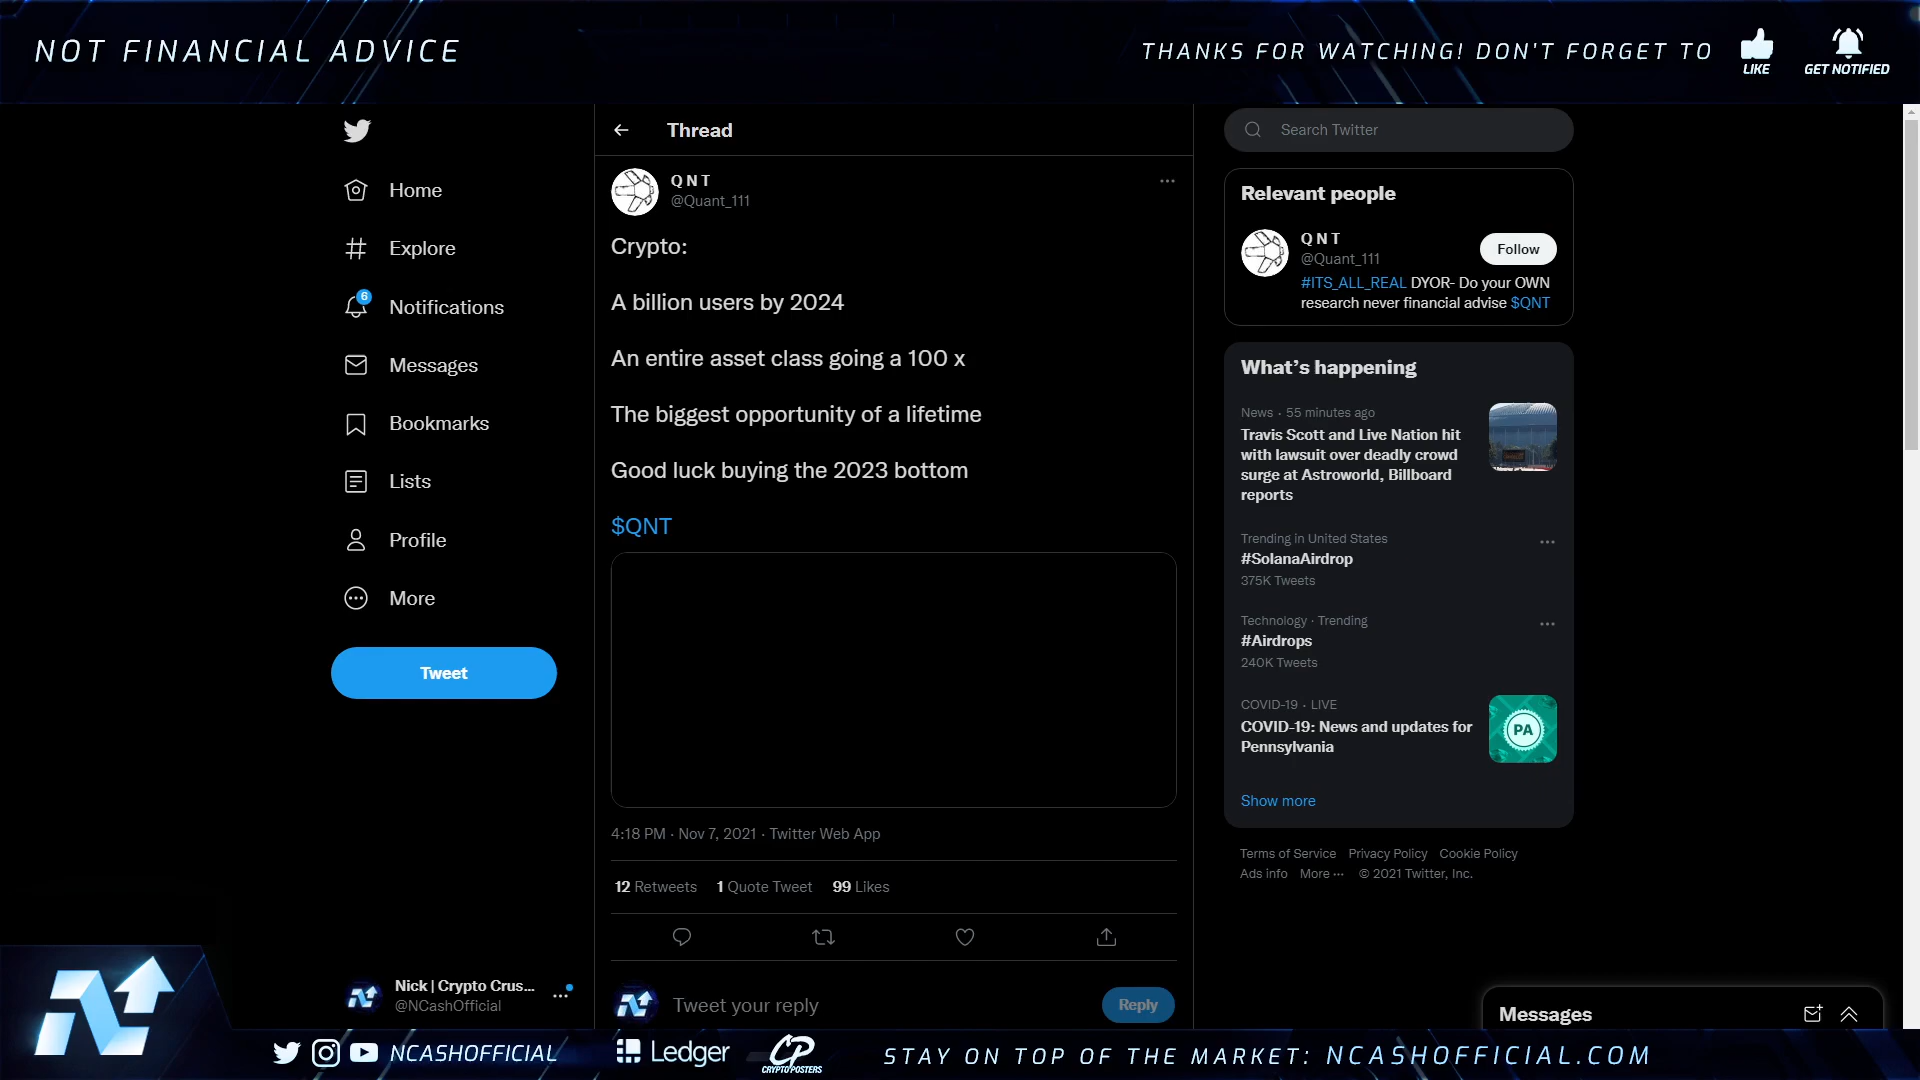 NOT FINANCIAL ADVICE
THANKS FOR WATCHING! DON'T FORGET TO
LIKE
GET NOTIFIED
Home
Explore
6
Notifications
Messages
Bookmarks
Lists
Profile
More
Tweet
Nick | Crypto Crus...
@NCashOfficial
Thread
Q N T
@Quant_111
Crypto:
A billion users by 2024
An entire asset class going a 100 x
The biggest opportunity of a lifetime
Good luck buying the 2023 bottom
$QNT
4:18 PM · Nov 7, 2021 · Twitter Web App
12 Retweets 1 Quote Tweet 99 Likes
Tweet your reply
Reply
Search Twitter
Relevant people
Q N T
@Quant_111
Follow
#ITS_ALL_REAL DYOR- Do your OWN
research never financial advise $QNT
What's happening
News · 55 minutes ago
Travis Scott and Live Nation hit
with lawsuit over deadly crowd
surge at Astroworld, Billboard
reports
Trending in United States
#SolanaAirdrop
375K Tweets
Technology · Trending
#Airdrops
240K Tweets
COVID-19 · LIVE
COVID-19: News and updates for
Pennsylvania
PA
Show more
Terms of Service Privacy Policy Cookie Policy
Ads info More ··· © 2021 Twitter, Inc.
Messages
NCASHOFFICIAL
Ledger
CP
CRYPTO POSTERS
STAY ON TOP OF THE MARKET: NCASHOFFICIAL.COM